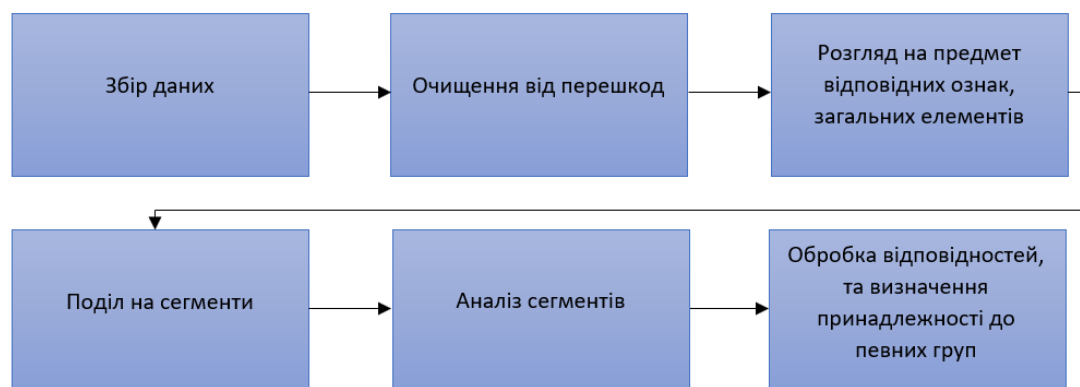 Збір даних
Очищення від перешкод
Розгляд на предмет
відповідних ознак,
загальних елементів
Поділ на сегменти
Аналіз сегментів
Обробка відповідностей,
та визначення
принадлежності до
певних груп